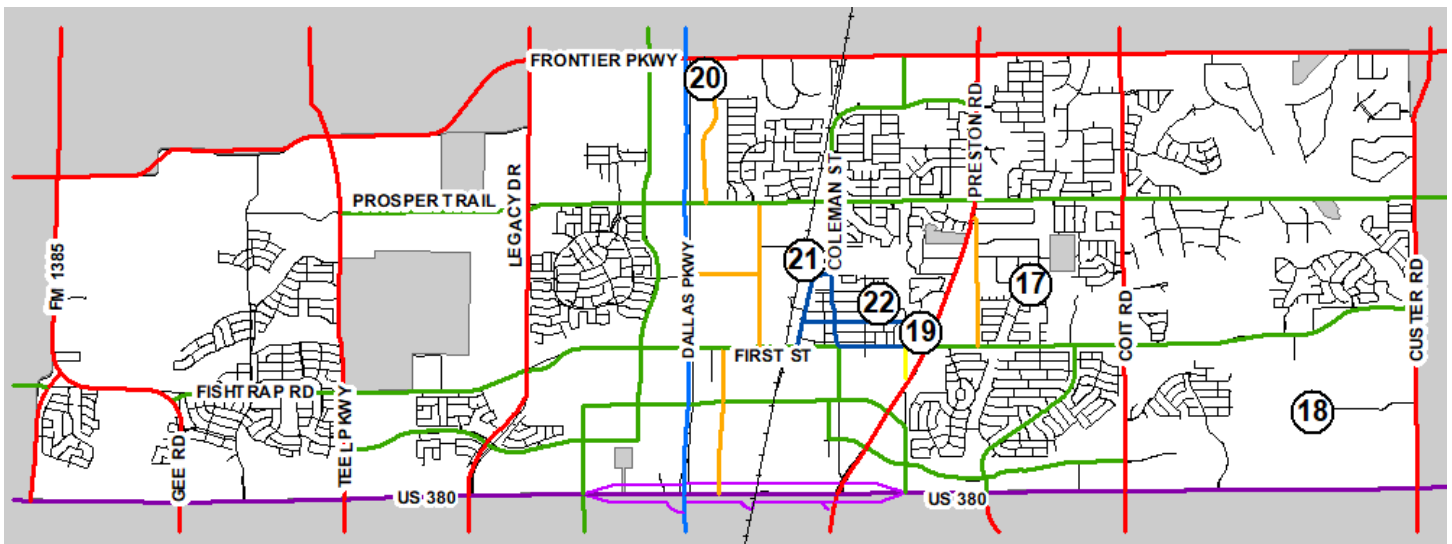 FRONTIER PKWY
20
PRESTON RD
COLEMAN ST
PROSPER TRAIL
LEGACY DR
21
FM 1385
17
22
DALLAS PKWY
19
COIT RD
CUSTER RD
FIRST ST
FISHTRAP RD
18
GEE RD
TEEL PKWY
US 380
US 380